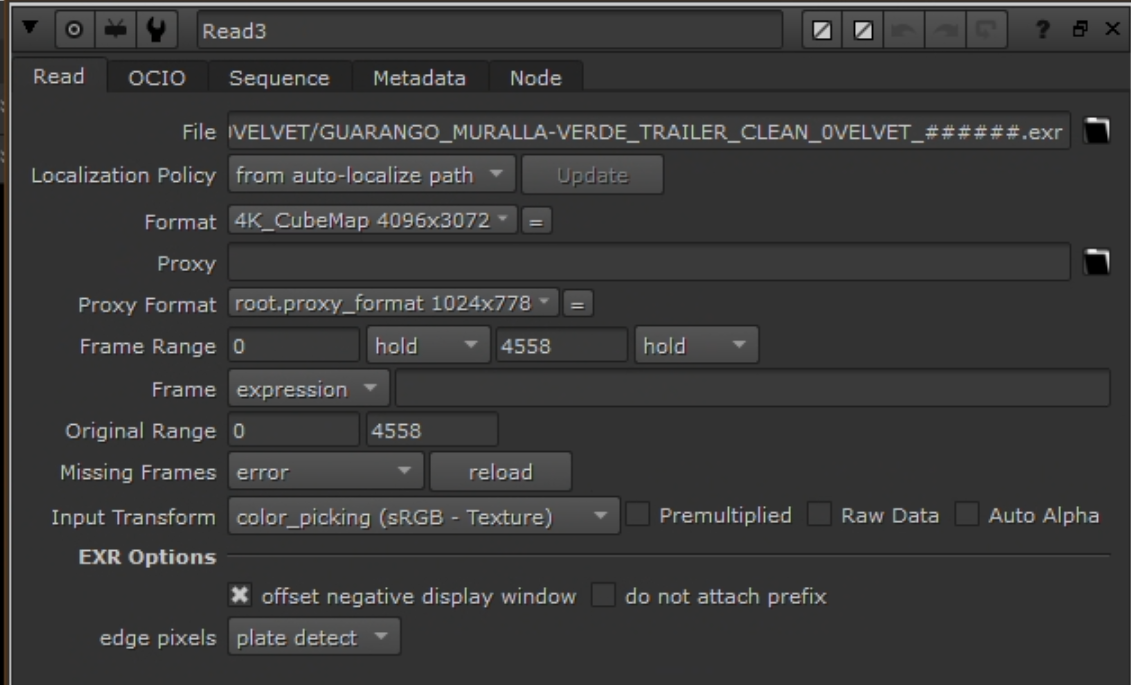 Read3 ?
Read OCIO Sequence Metadata Node
File VELVET/GUARANGO_MURALLA-VERDE_TRAILER_CLEAN_0VELVET_######.exr
Localization Policy from auto-localize path Update
Format 4K_CubeMap 4096x3072 =
Proxy
Proxy Format root.proxy_format 1024x778 =
Frame Range 0 hold 4558 hold
Frame expression
Original Range 0 4558
Missing Frames error reload
Input Transform color_picking (sRGB - Texture) Premultiplied Raw Data Auto Alpha
EXR Options
offset negative display window do not attach prefix
edge pixels plate detect